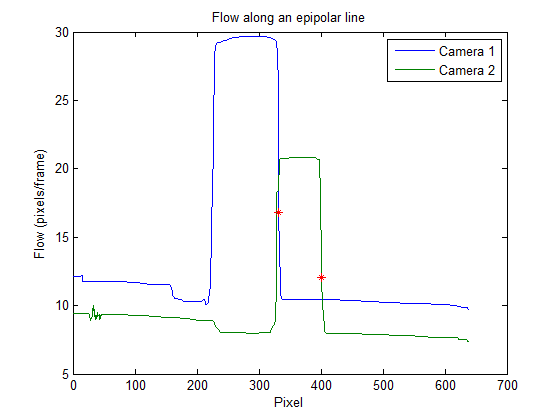 Flow along an epipolar line
Camera 1
Camera 2
Flow (pixels/frame)
30
25
20
15
10
5
0 100 200 300 400 500 600 700
Pixel